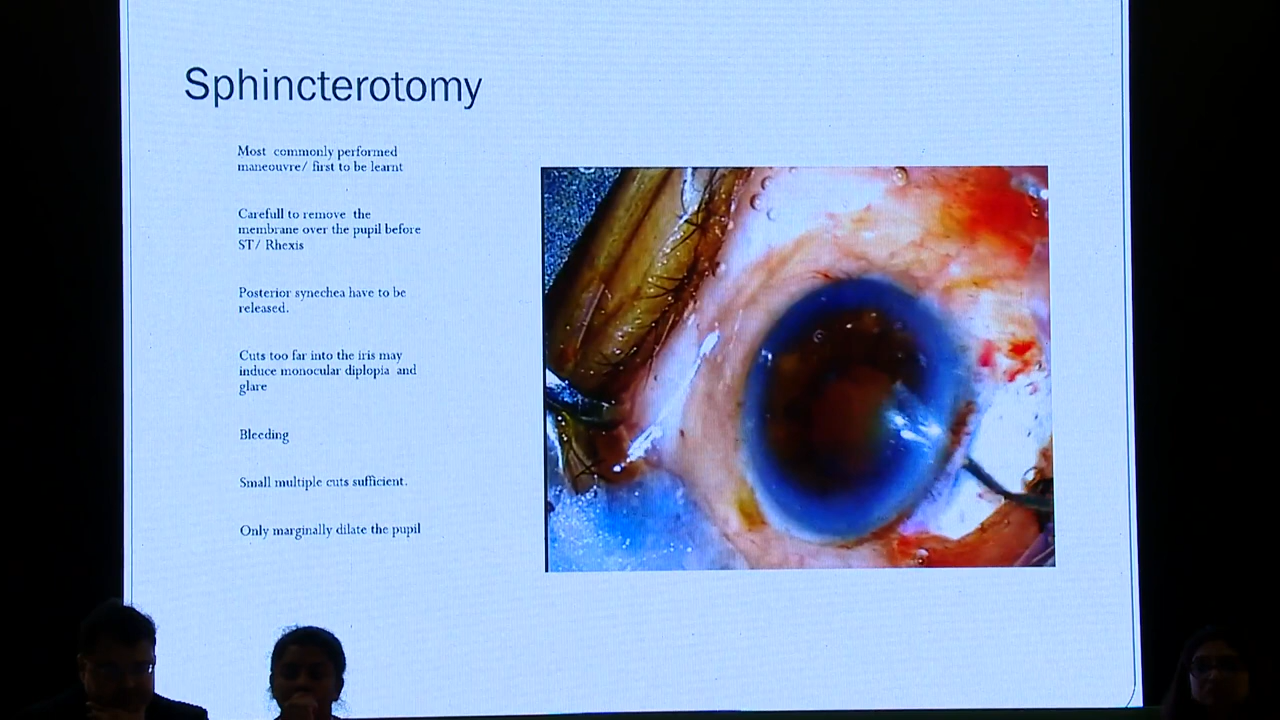 Sphincterotomy
Most commonly performed
maneouvre/ first to be learnt
Carefull to remove the
membrane over the pupil before
ST/ Rhexis
Posterior synechea have to be
released.
Cuts too far into the iris may
induce monocular diplopia and
glare
Bleeding
Small multiple cuts sufficient.
Only marginally dilate the pupil